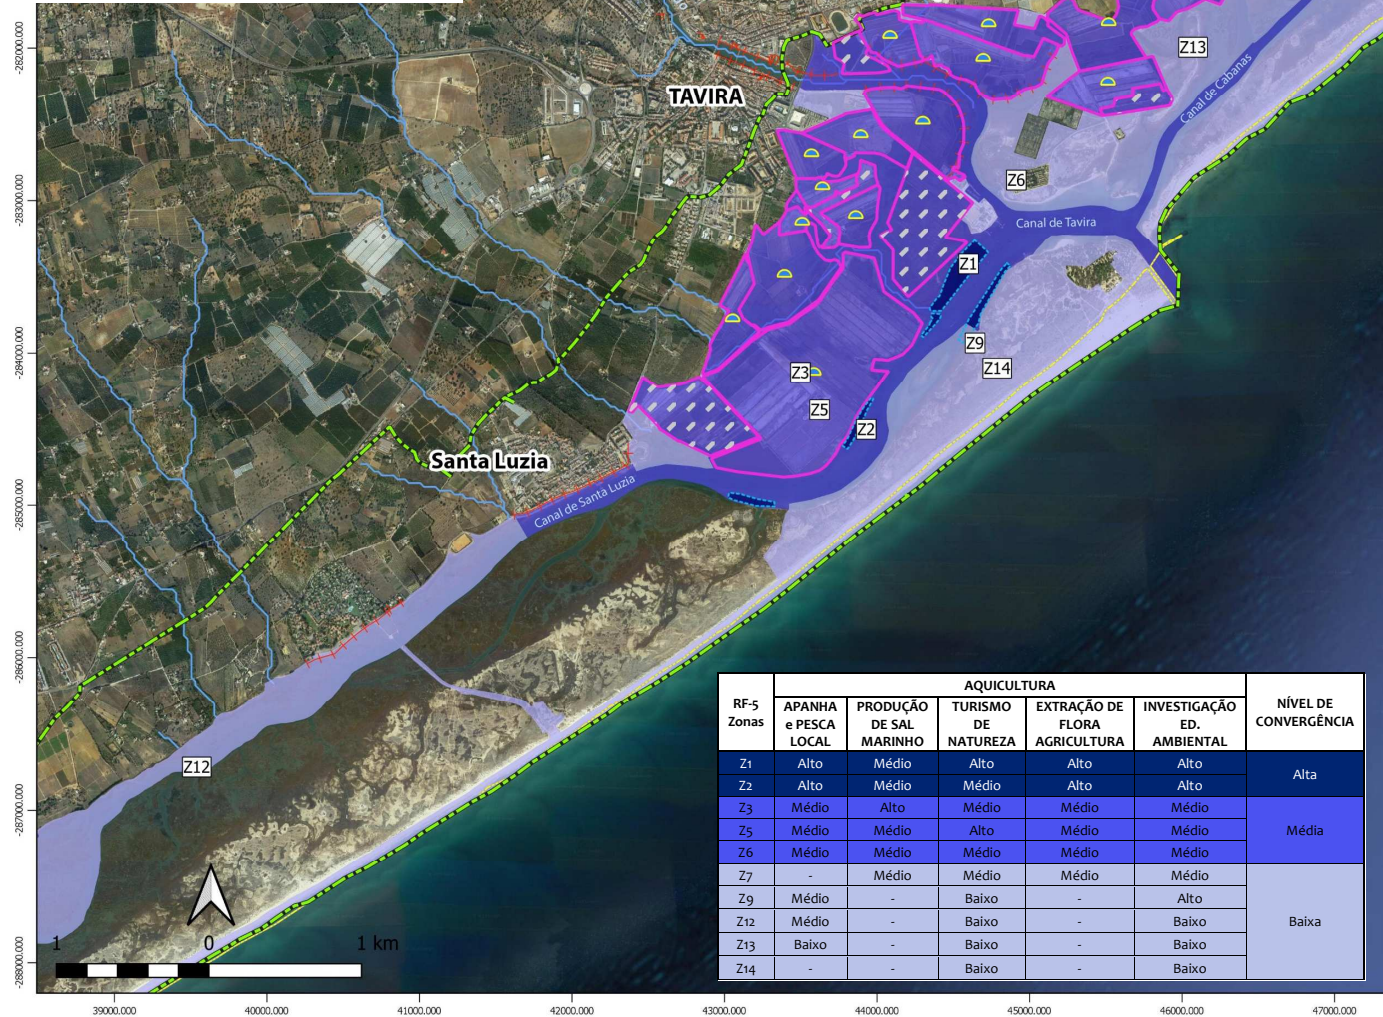 TAVIRA
Z13
Canal de Cabanas
Z6
Canal de Tavira
Z1
Z9
Z14
Z3
Z5
Z2
Santa Luzia
Canal de Santa Luzia
Z12
1 0 1 km
-282000.000
-283000.000
-284000.000
-285000.000
-286000.000
-287000.000
-288000.000
39000.000 40000.000 41000.000 42000.000 43000.000 44000.000 45000.000 46000.000 47000.000
RF-5 Zonas
AQUICULTURA
NÍVEL DE CONVERGÊNCIA
APANHA e PESCA LOCAL
PRODUÇÃO DE SAL MARINHO
TURISMO DE NATUREZA
EXTRAÇÃO DE FLORA AGRICULTURA
INVESTIGAÇÃO ED. AMBIENTAL
Z1 Alto Médio Alto Alto Alto
Alta
Z2 Alto Médio Médio Alto Alto
Z3 Médio Alto Médio Médio Médio
Z5 Médio Médio Alto Médio Médio
Média
Z6 Médio Médio Médio Médio Médio
Z7 - Médio Médio Médio Médio
Z9 Médio - Baixo - Alto
Z12 Médio - Baixo - Baixo
Baixa
Z13 Baixo - Baixo - Baixo
Z14 - - Baixo - Baixo